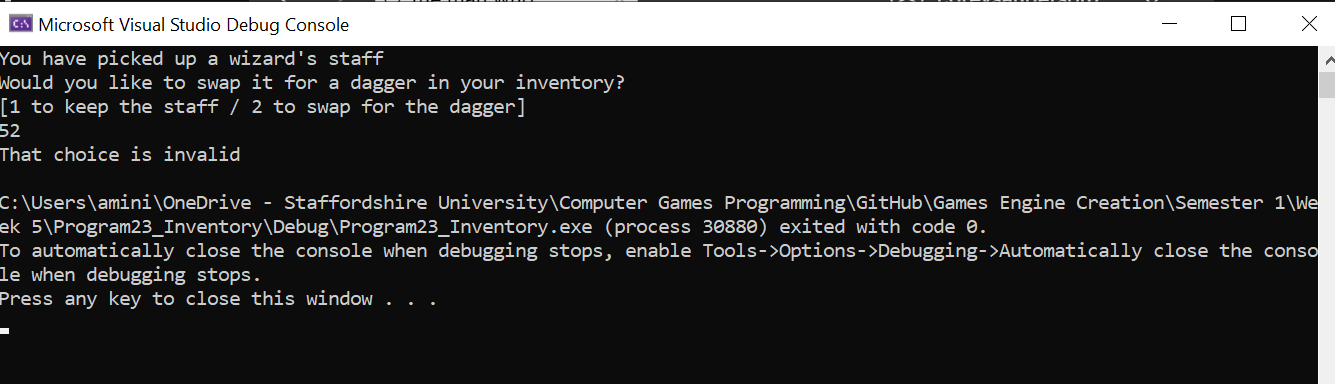 Microsoft Visual Studio Debug Console
You have picked up a wizard's staff
Would you like to swap it for a dagger in your inventory?
[1 to keep the staff / 2 to swap for the dagger]
52
That choice is invalid
C:\Users\amini\OneDrive - Staffordshire University\Computer Games Programming\GitHub\Games Engine Creation\Semester 1\We
ek 5\Program23_Inventory\Debug\Program23_Inventory.exe (process 30880) exited with code 0.
To automatically close the console when debugging stops, enable Tools->Options->Debugging->Automatically close the conso
le when debugging stops.
Press any key to close this window . . .